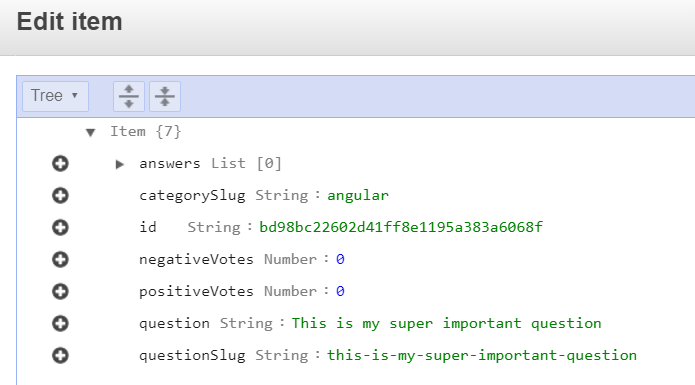 Edit item
Tree
Item {7}
answers List [0]
categorySlug String : angular
id String : bd98bc22602d41ff8e1195a383a6068f
negativeVotes Number : 0
positiveVotes Number : 0
question String : This is my super important question
questionSlug String : this-is-my-super-important-question